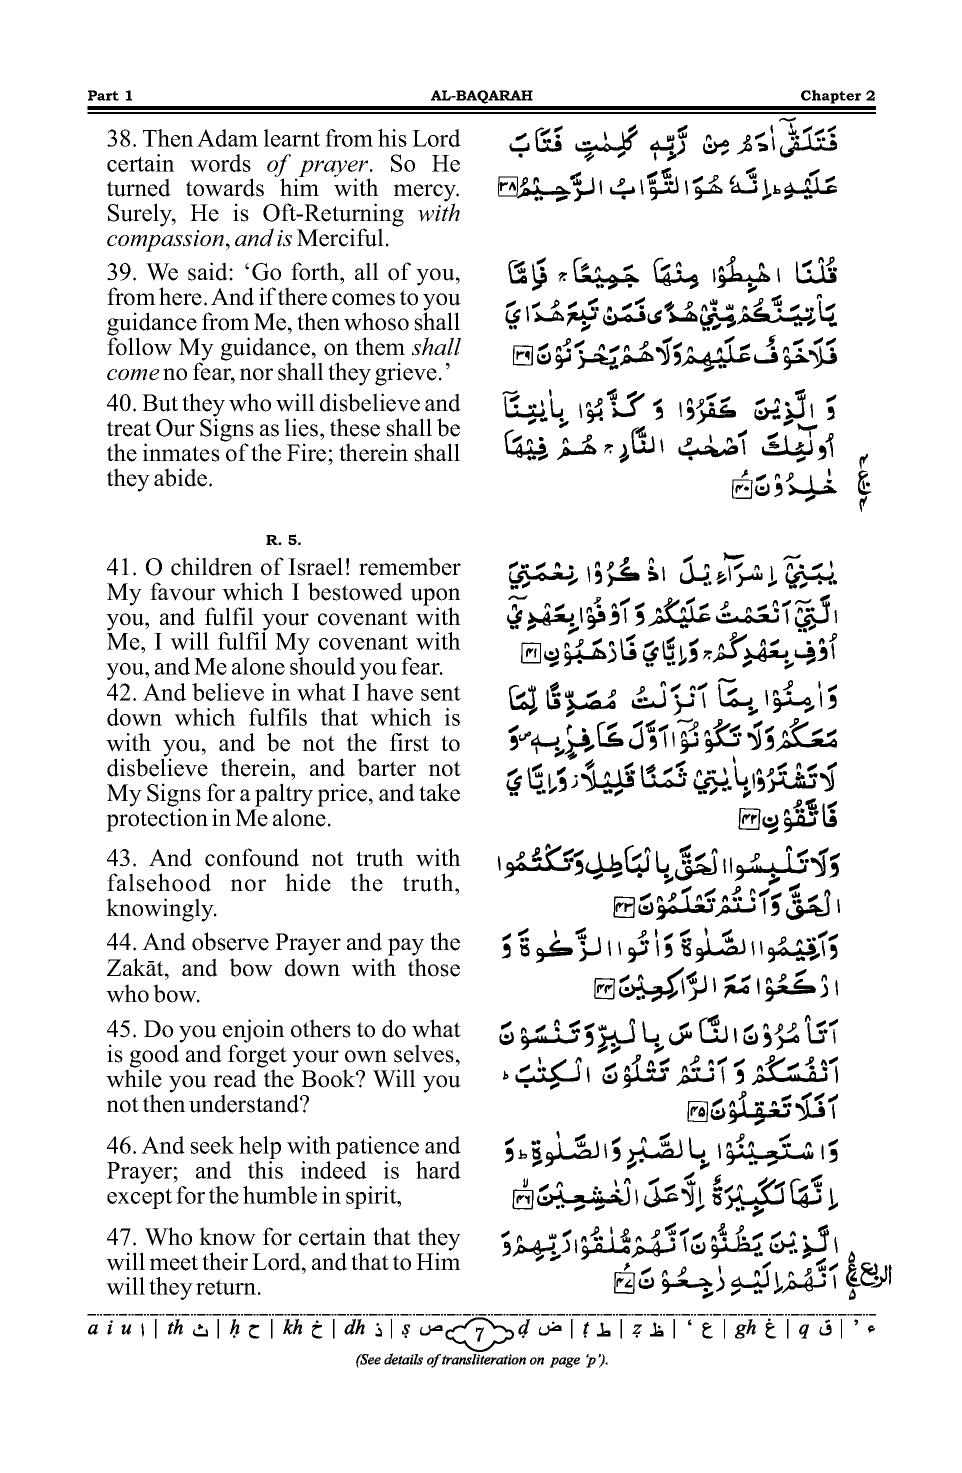 Part 1 AL-BAQARAH Chapter 2
38. Then Adam learnt from his Lord
certain words of prayer. So He
turned towards him with mercy.
Surely, He is Oft-Returning with
compassion, and is Merciful.
فَتَلَقّٰۤی اٰدَمُ مِنْ رَّبِّهٖ كَلِمٰتٍ فَتَابَ
عَلَيْهِ ؕ اِنَّهٗ هُوَ التَّوَّابُ الرَّحِيْمُ ﴿۳۸﴾
39. We said: ‘Go forth, all of you,
from here. And if there comes to you
guidance from Me, then whoso shall
follow My guidance, on them shall
come no fear, nor shall they grieve.’
قُلْنَا اهْبِطُوْا مِنْهَا جَمِيْعًا ۚ فَاِمَّا
يَاْتِيَنَّكُمْ مِّنِّيْ هُدًی فَمَنْ تَبِعَ هُدَايَ
فَلَا خَوْفٌ عَلَيْهِمْ وَلَا هُمْ يَحْزَنُوْنَ ﴿۳۹﴾
40. But they who will disbelieve and
treat Our Signs as lies, these shall be
the inmates of the Fire; therein shall
they abide.
وَ الَّذِيْنَ كَفَرُوْا وَ كَذَّبُوْا بِاٰيٰتِنَاۤ
اُولٰٓئِكَ اَصْحٰبُ النَّارِ ۚ هُمْ فِيْهَا
خٰلِدُوْنَ ﴿۴۰﴾
R. 5.
41. O children of Israel! remember
My favour which I bestowed upon
you, and fulfil your covenant with
Me, I will fulfil My covenant with
you, and Me alone should you fear.
يٰبَنِيْۤ اِسْرَآءِيْلَ اذْكُرُوْا نِعْمَتِيَ
الَّتِيْۤ اَنْعَمْتُ عَلَيْكُمْ وَ اَوْفُوْا بِعَهْدِيْۤ
اُوْفِ بِعَهْدِكُمْ ۚ وَ اِيَّايَ فَارْهَبُوْنِ ﴿۴۱﴾
42. And believe in what I have sent
down which fulfils that which is
with you, and be not the first to
disbelieve therein, and barter not
My Signs for a paltry price, and take
protection in Me alone.
وَ اٰمِنُوْا بِمَاۤ اَنْزَلْتُ مُصَدِّقًا لِّمَا
مَعَكُمْ وَلَا تَكُوْنُوْۤا اَوَّلَ كَافِرٍۭ بِهٖ ۪ وَ
لَا تَشْتَرُوْا بِاٰيٰتِيْ ثَمَنًا قَلِيْلًا ؗ وَ اِيَّايَ
فَاتَّقُوْنِ ﴿۴۲﴾
43. And confound not truth with
falsehood nor hide the truth,
knowingly.
وَلَا تَلْبِسُوا الْحَقَّ بِالْبَاطِلِ وَتَكْتُمُوا
الْحَقَّ وَاَنْتُمْ تَعْلَمُوْنَ ﴿۴۳﴾
44. And observe Prayer and pay the
Zakāt, and bow down with those
who bow.
وَاَقِيْمُوا الصَّلٰوةَ وَاٰتُوا الزَّكٰوةَ وَ
ارْكَعُوْا مَعَ الرّٰكِعِيْنَ ﴿۴۴﴾
45. Do you enjoin others to do what
is good and forget your own selves,
while you read the Book? Will you
not then understand?
اَتَاْمُرُوْنَ النَّاسَ بِالْبِرِّ وَتَنْسَوْنَ
اَنْفُسَكُمْ وَ اَنْتُمْ تَتْلُوْنَ الْكِتٰبَ ؕ
اَفَلَا تَعْقِلُوْنَ ﴿۴۵﴾
46. And seek help with patience and
Prayer; and this indeed is hard
except for the humble in spirit,
وَ اسْتَعِيْنُوْا بِالصَّبْرِ وَالصَّلٰوةِ ؕ وَ
اِنَّهَا لَكَبِيْرَةٌ اِلَّا عَلَى الْخٰشِعِيْنَ ﴿۴۶﴾
47. Who know for certain that they
will meet their Lord, and that to Him
will they return.
الَّذِيْنَ يَظُنُّوْنَ اَنَّهُمْ مُّلٰقُوْا رَبِّهِمْ وَ
اَنَّهُمْ اِلَيْهِ رٰجِعُوْنَ ﴿۴۷﴾
الربع
a i u ا | th ث | ḥ ح | kh خ | dh ذ | ṣ ص 7 ḍ ض | ṭ ط | ẓ ظ | ‘ ع | gh غ | q ق | ’ ء
(See details of transliteration on page ‘p’).